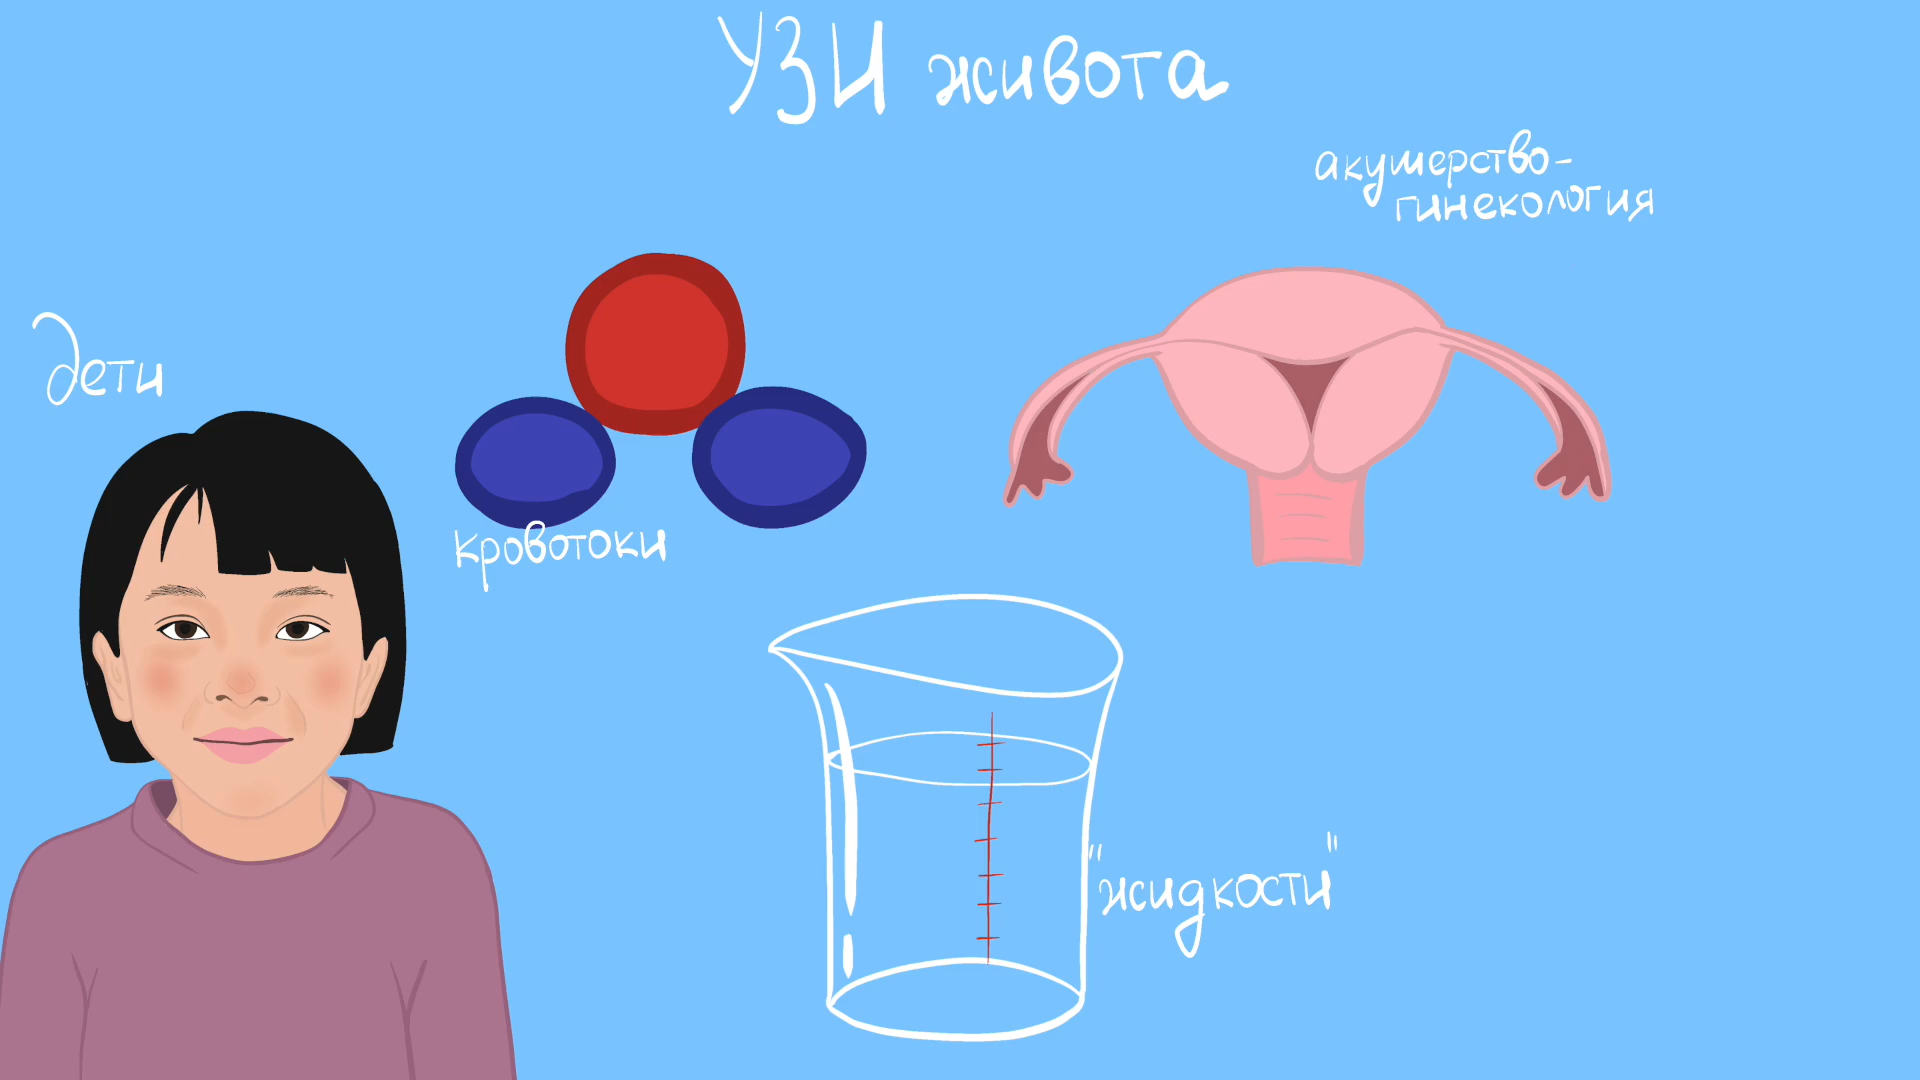 УЗИ живота
акушерство-
гинекология
дети
кровотоки
"жидкости"